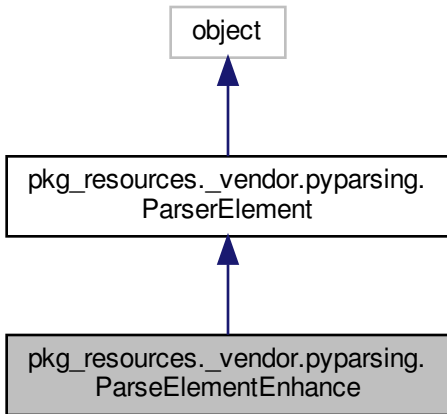 object
pkg_resources._vendor.pyparsing.
ParserElement
pkg_resources._vendor.pyparsing.
ParseElementEnhance